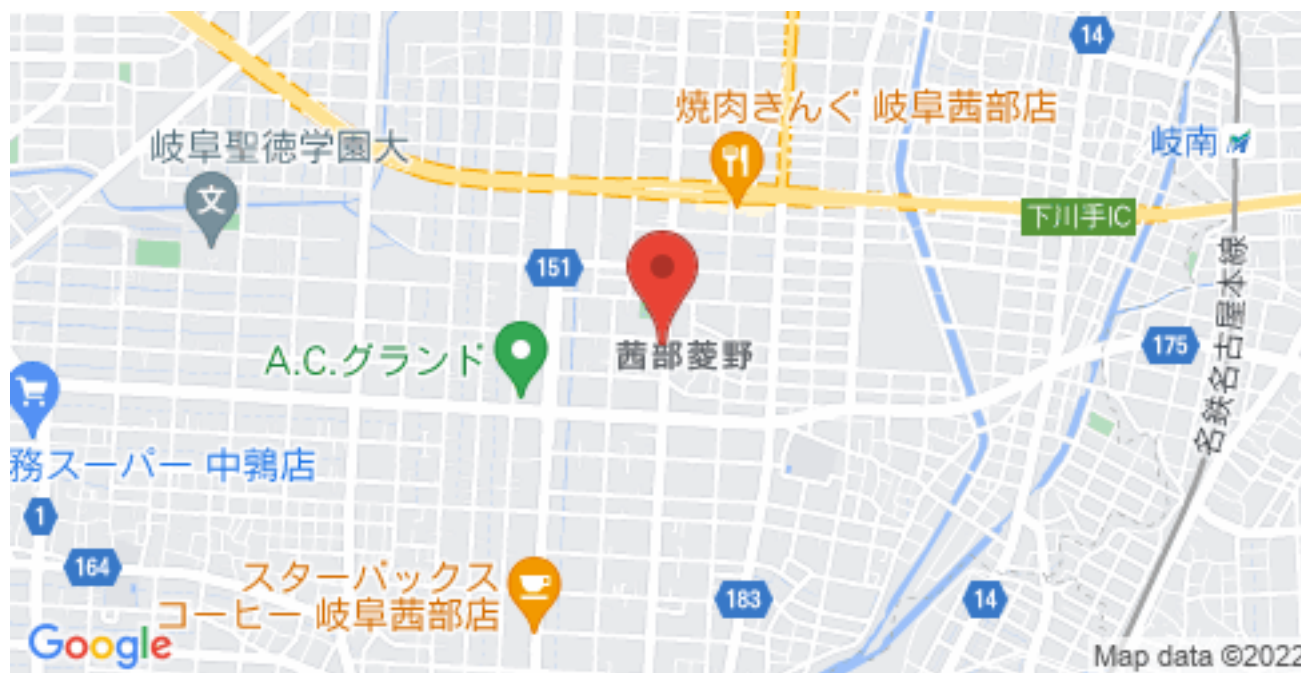 14
焼肉きんぐ 岐阜茜部店
岐南
岐阜聖徳学園大
下川手IC
151
名鉄名古屋本線
175
茜部菱野
A.C.グランド
務スーパー 中鶉店
1
164
スターバックス
コーヒー 岐阜茜部店
183
14
Google
Map data ©2022